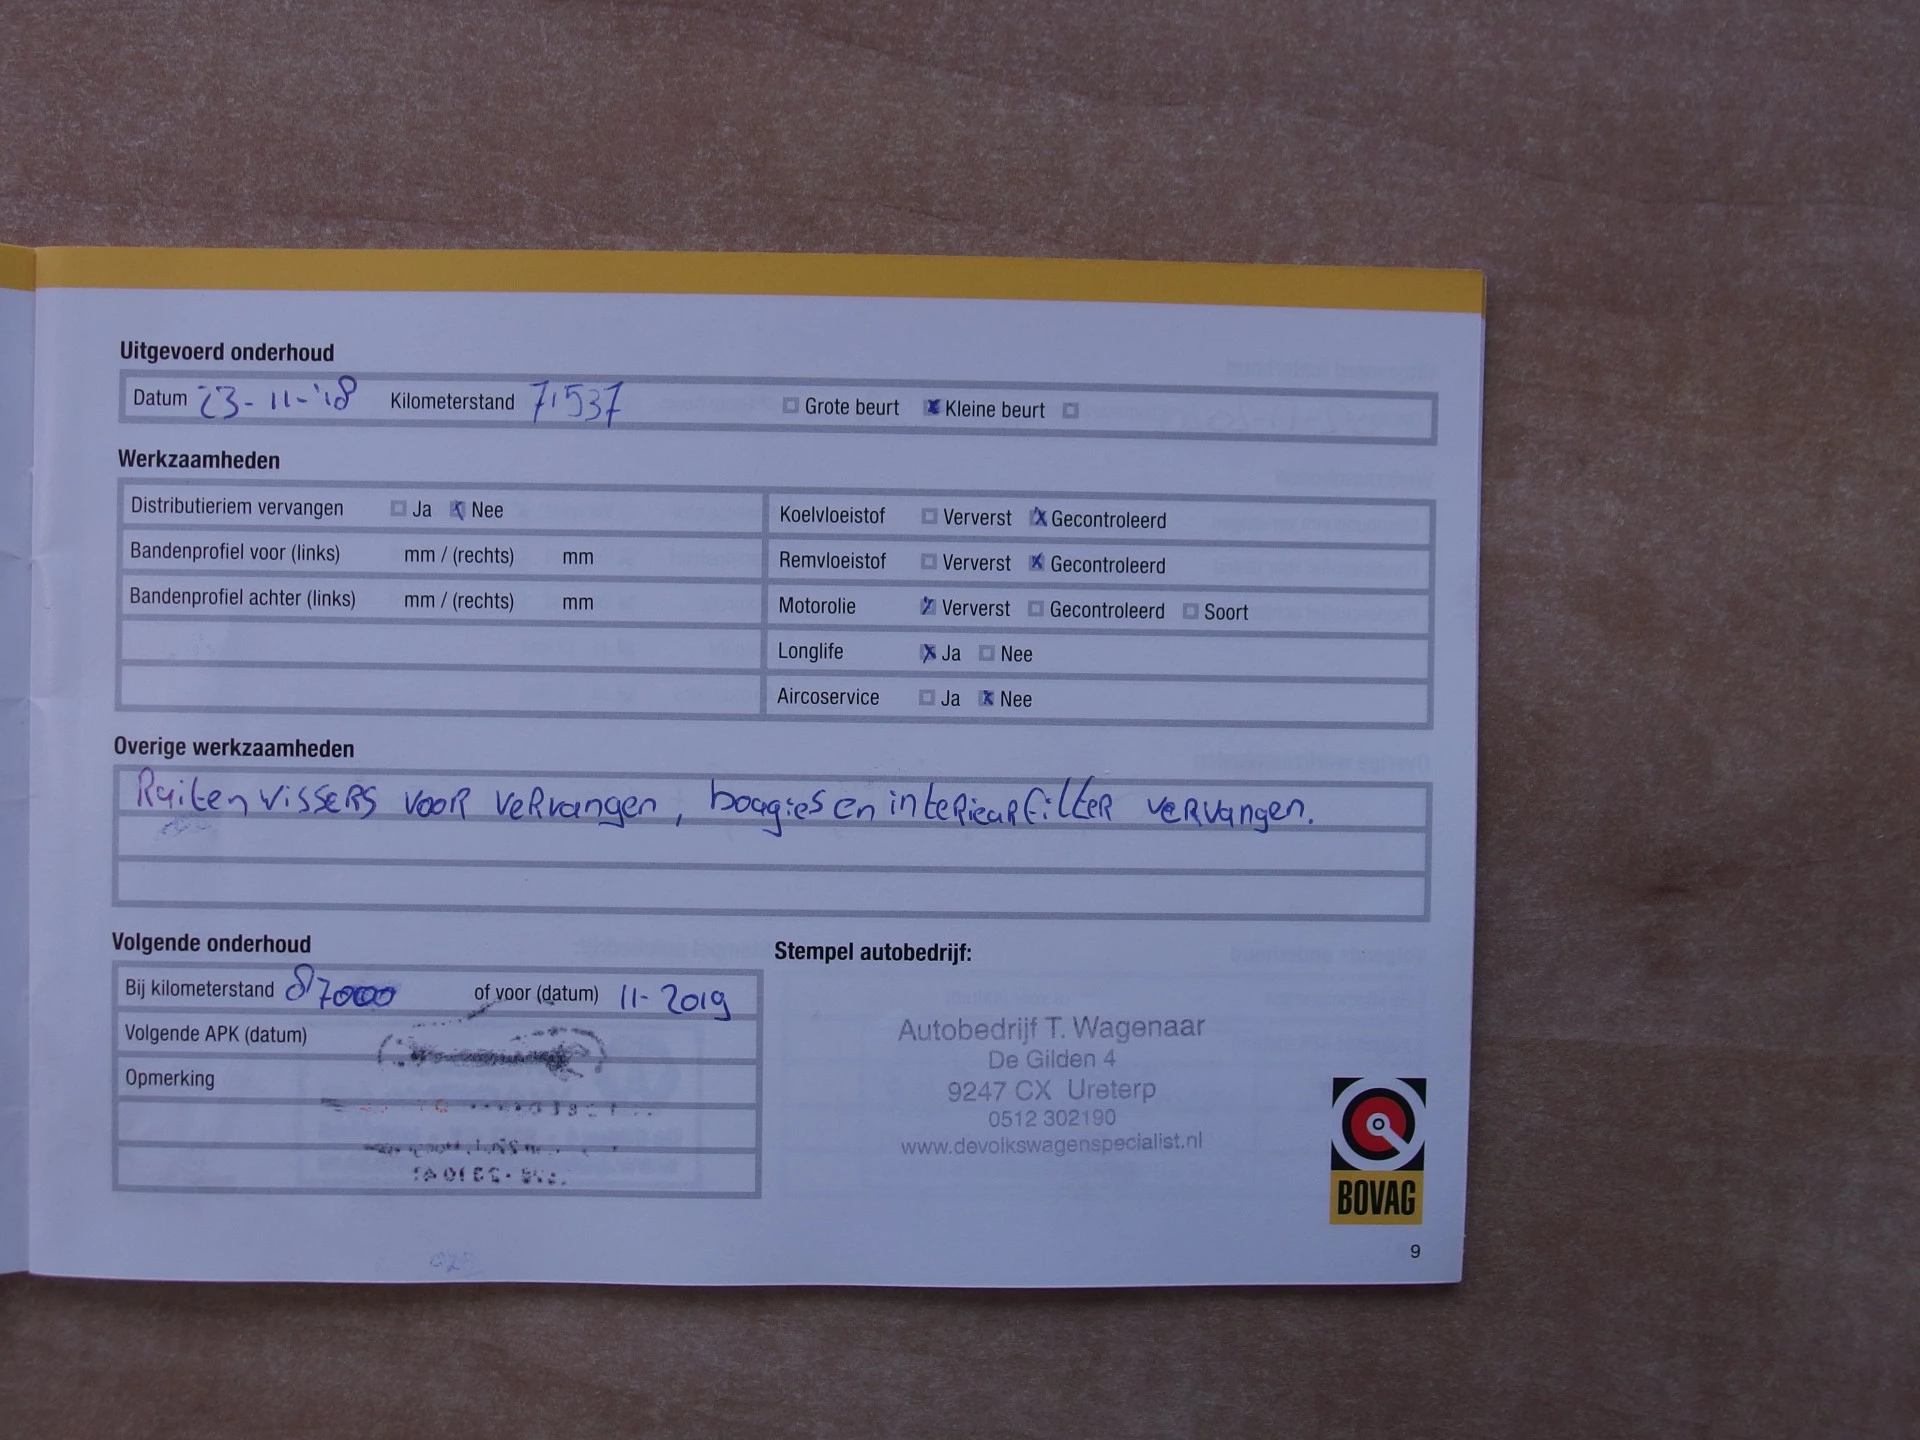 Uitgevoerd onderhoud
Datum 23-11-'18 Kilometerstand 71537 Grote beurt Kleine beurt
Werkzaamheden
Distributieriem vervangen Ja Nee
Bandenprofiel voor (links) mm / (rechts) mm
Bandenprofiel achter (links) mm / (rechts) mm
Koelvloeistof Ververst Gecontroleerd
Remvloeistof Ververst Gecontroleerd
Motorolie Ververst Gecontroleerd Soort
Longlife Ja Nee
Aircoservice Ja Nee
Overige werkzaamheden
Ruitenwissers voor vervangen, bougies en interieurfilter vervangen.
Volgende onderhoud
Bij kilometerstand 87000 of voor (datum) 11-2019
Volgende APK (datum)
Opmerking
Stempel autobedrijf:
Autobedrijf T. Wagenaar
De Gilden 4
9247 CX Ureterp
0512 302190
www.devolkswagenspecialist.nl
BOVAG
9